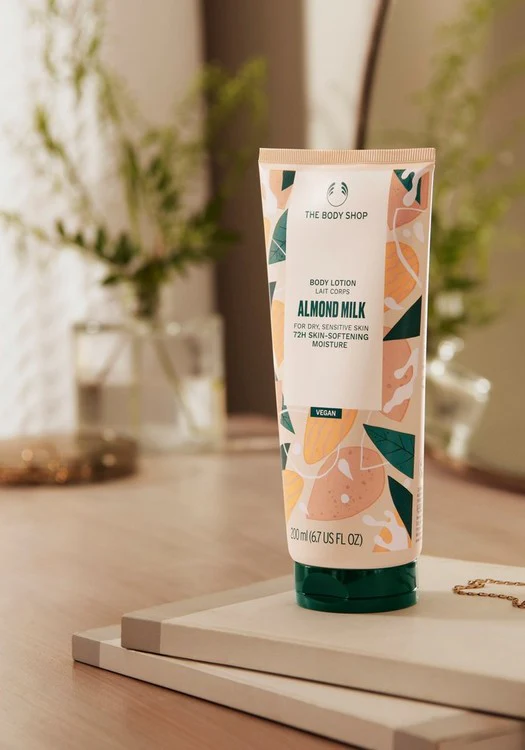 THE BODY SHOP
BODY LOTION
LAIT CORPS
ALMOND MILK
FOR DRY, SENSITIVE SKIN
72H SKIN-SOFTENING
MOISTURE
VEGAN
200 ml (6.7 US FL OZ)